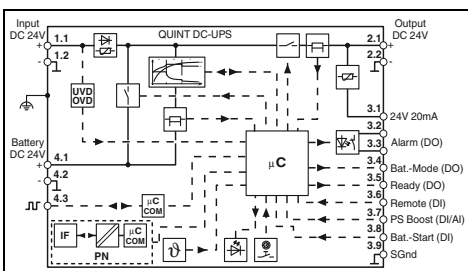 Input
DC 24V
1.1
+
1.2
-
QUINT DC-UPS
Output
DC 24V
2.1
+
2.2
-
UVD
OVD
3.1
24V 20mA
3.2
3.3
Alarm (DO)
3.4
Bat.-Mode (DO)
3.5
Ready (DO)
3.6
Remote (DI)
3.7
PS Boost (DI/AI)
3.8
Bat.-Start (DI)
3.9
SGnd
Battery
DC 24V
4.1
+
4.2
-
4.3
µC
µC
COM
IF
µC
COM
PN
ϑ